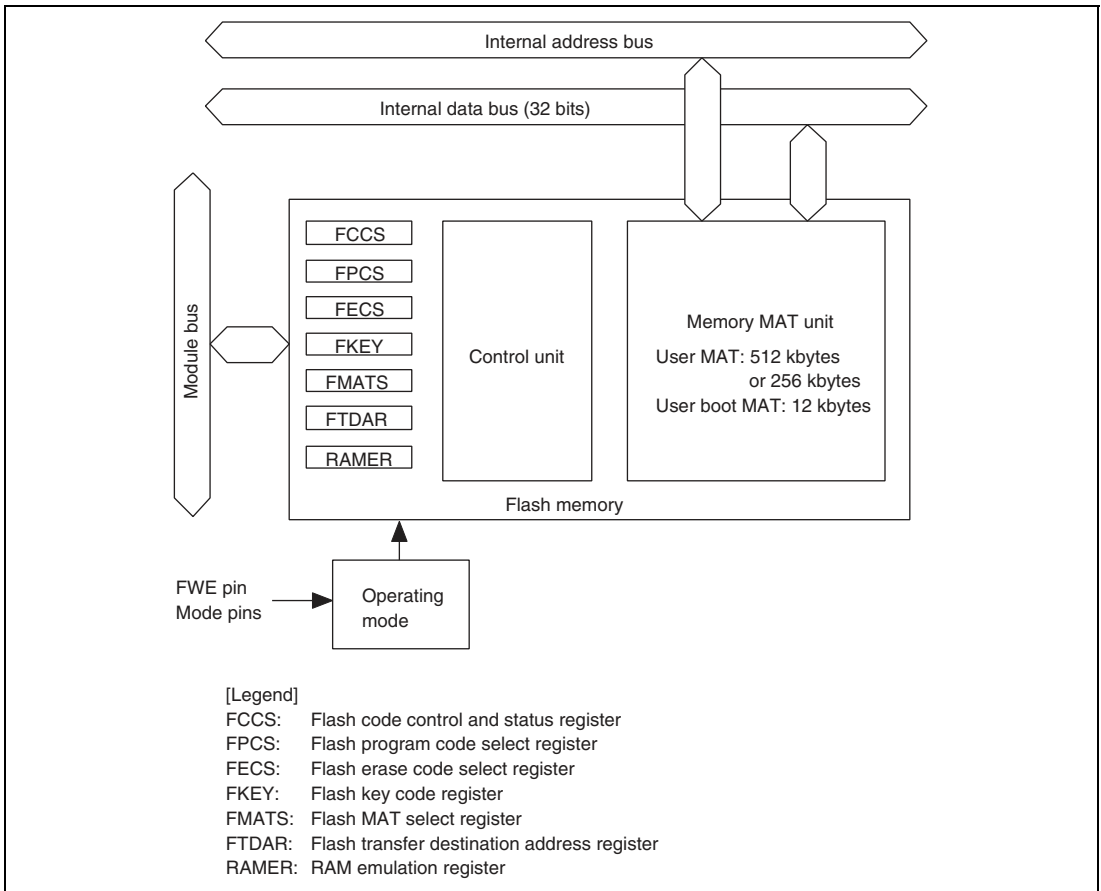 Internal address bus
Internal data bus (32 bits)
Module bus
FCCS
FPCS
FECS
FKEY
FMATS
FTDAR
RAMER
Control unit
Memory MAT unit
User MAT: 512 kbytes
or 256 kbytes
User boot MAT: 12 kbytes
Flash memory
FWE pin
Mode pins
Operating
mode
[Legend]
FCCS: Flash code control and status register
FPCS: Flash program code select register
FECS: Flash erase code select register
FKEY: Flash key code register
FMATS: Flash MAT select register
FTDAR: Flash transfer destination address register
RAMER: RAM emulation register